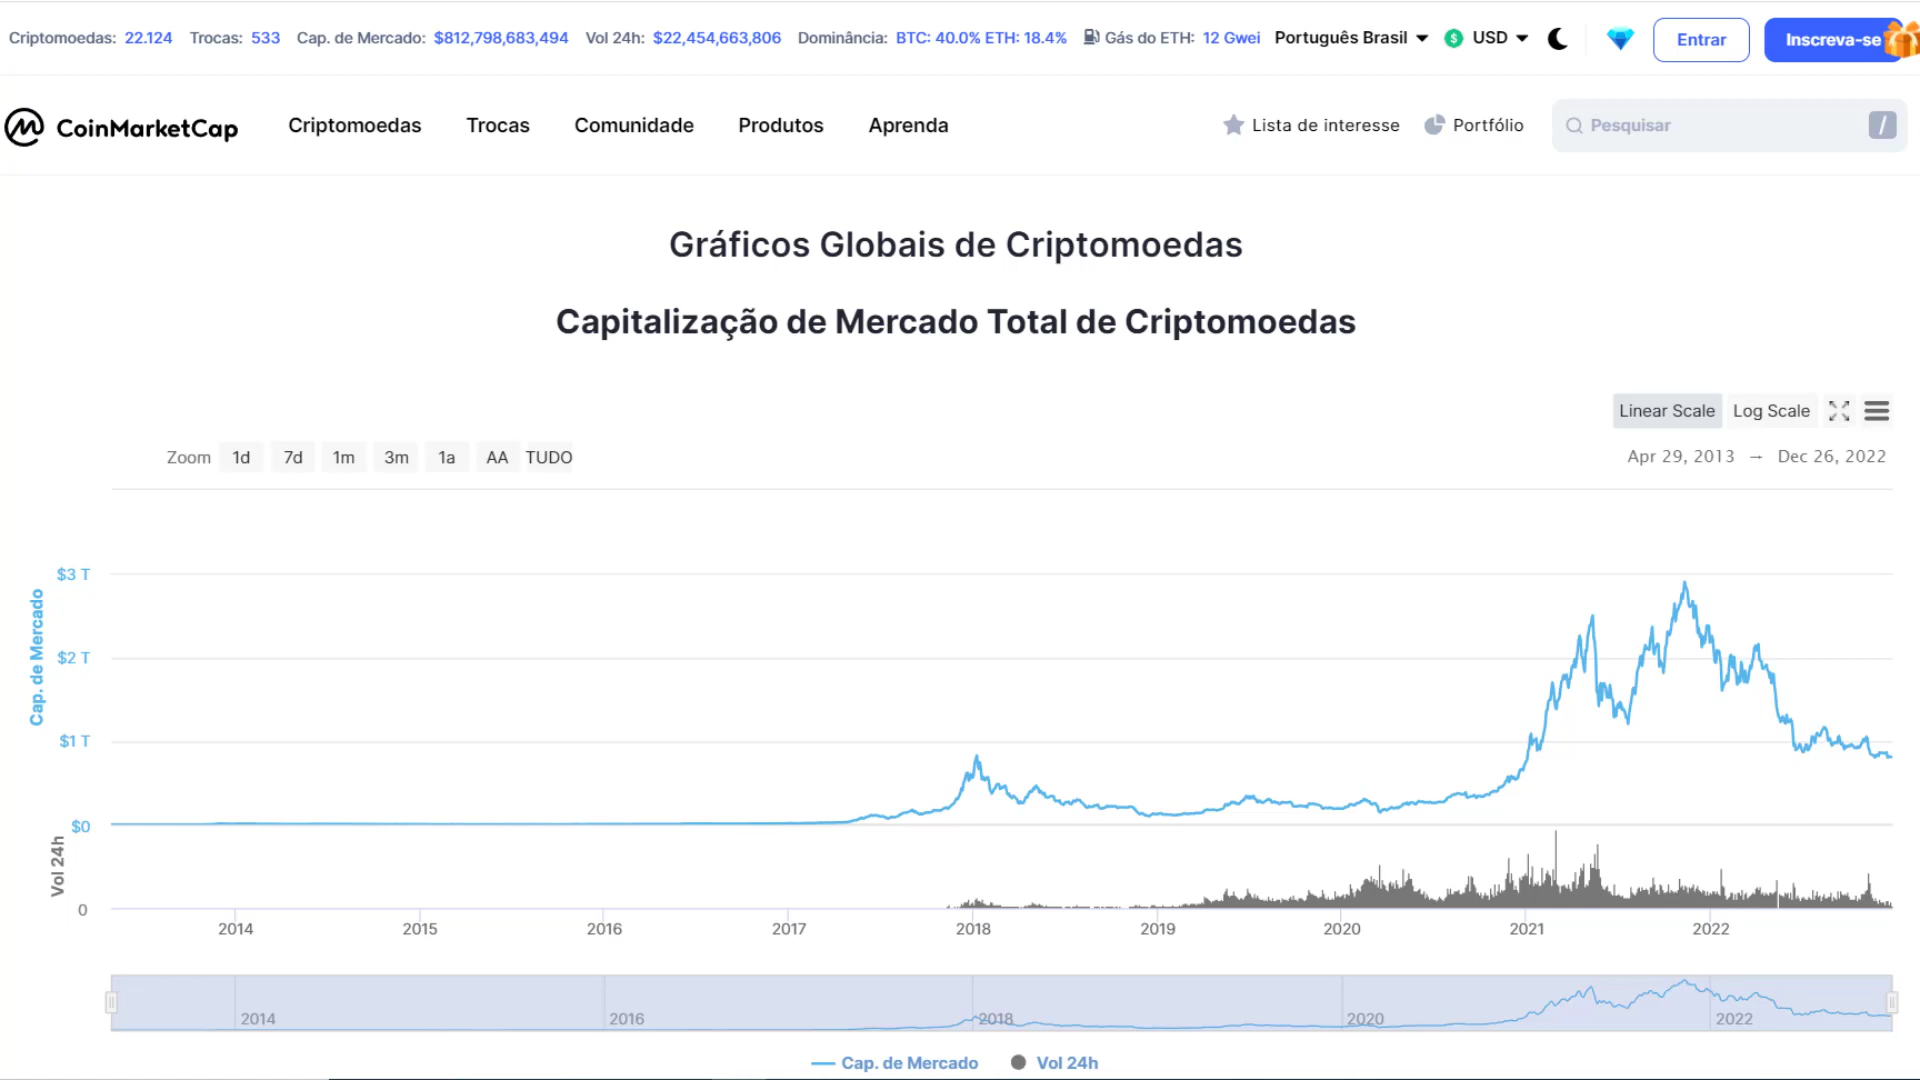 Criptomoedas: 22.124 Trocas: 533 Cap. de Mercado: $812,798,683,494 Vol 24h: $22,454,663,806 Dominância: BTC: 40.0% ETH: 18.4% Gás do ETH: 12 Gwei Português Brasil $ USD Entrar Inscreva-se
CoinMarketCap Criptomoedas Trocas Comunidade Produtos Aprenda Lista de interesse Portfólio Pesquisar /
Gráficos Globais de Criptomoedas
Capitalização de Mercado Total de Criptomoedas
Linear Scale Log Scale
Zoom 1d 7d 1m 3m 1a AA TUDO Apr 29, 2013 → Dec 26, 2022
Cap. de Mercado
$3 T
$2 T
$1 T
$0
Vol 24h
0
2014 2015 2016 2017 2018 2019 2020 2021 2022
2014 2016 2018 2020 2022
Cap. de Mercado Vol 24h